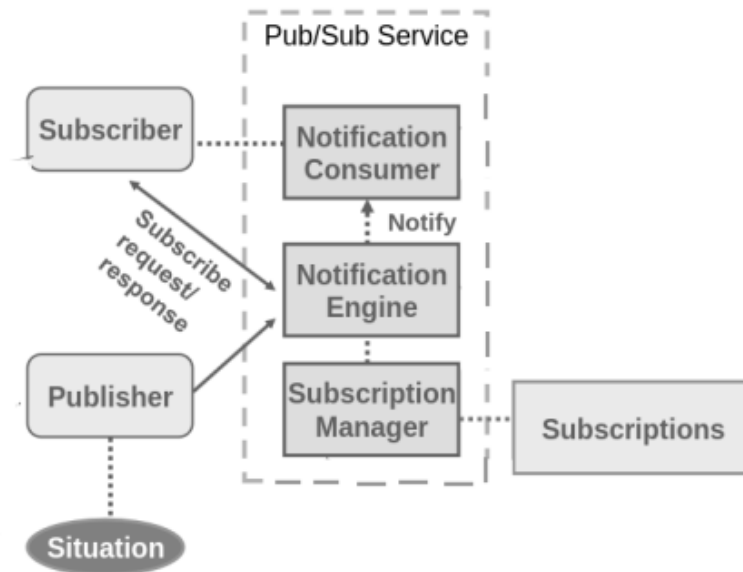 Pub/Sub Service
Subscriber
Notification
Consumer
Notify
Subscribe
request/
response
Notification
Engine
Publisher
Subscription
Manager
Subscriptions
Situation